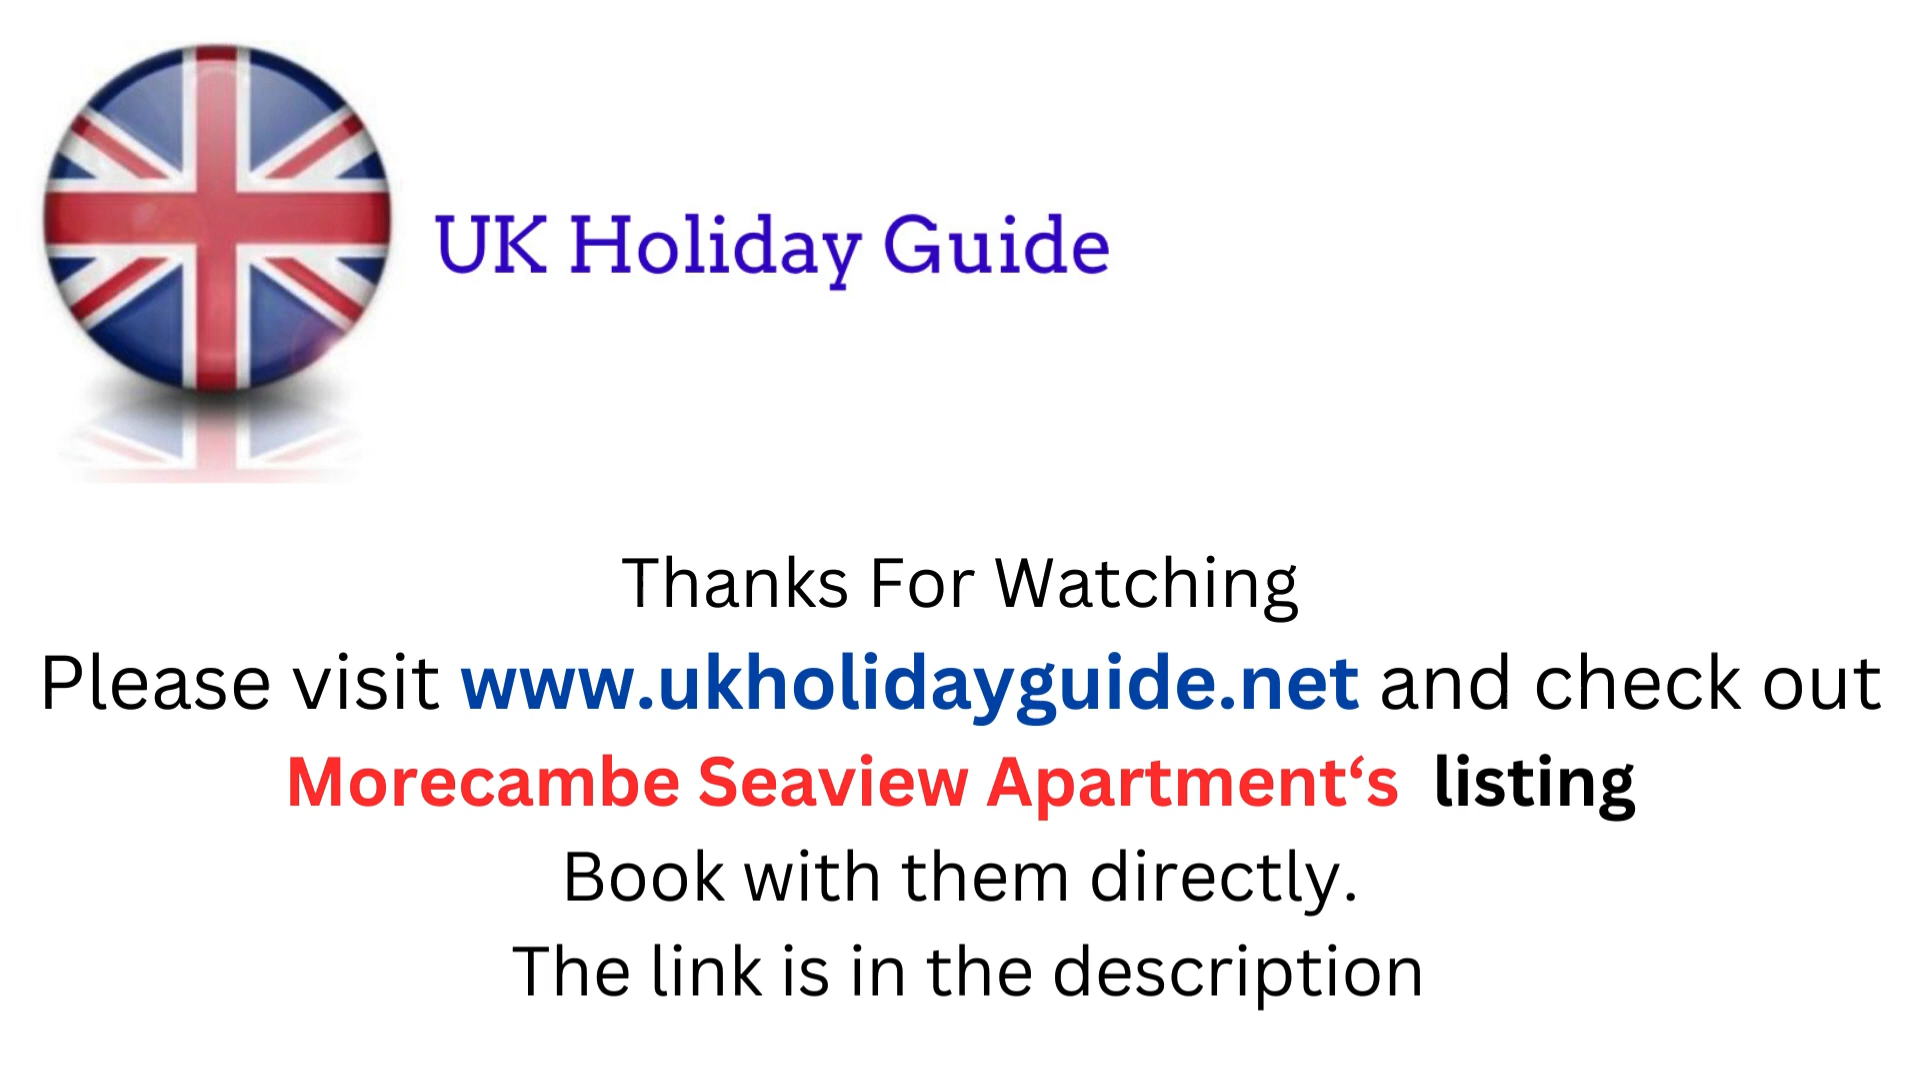 UK Holiday Guide
Thanks For Watching
Please visit www.ukholidayguide.net and check out
Morecambe Seaview Apartment‘s listing
Book with them directly.
The link is in the description